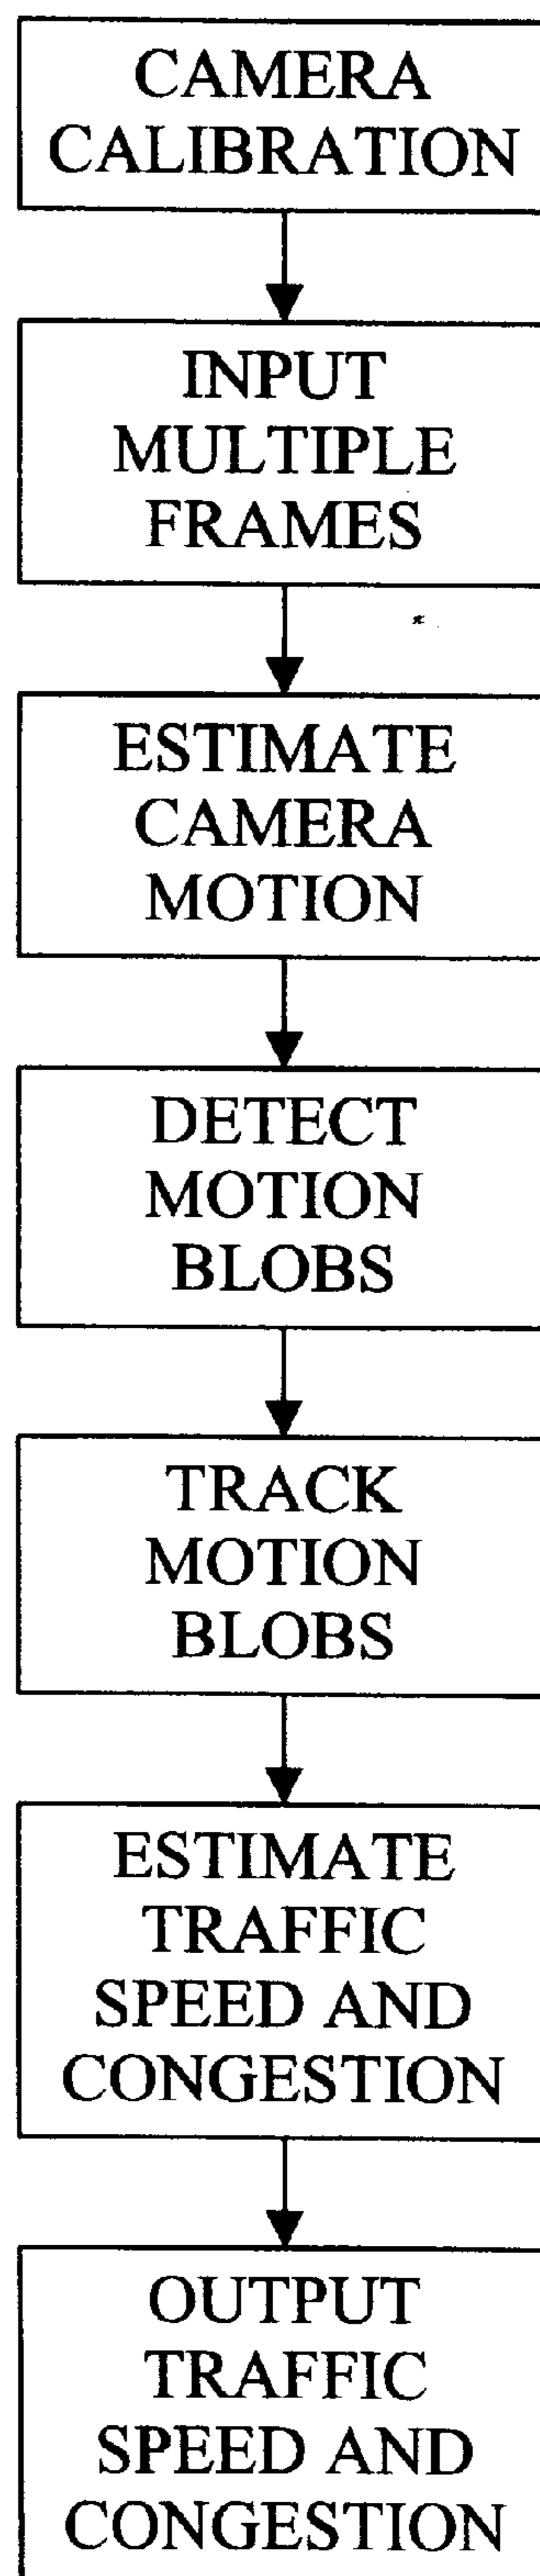 CAMERA
CALIBRATION
INPUT
MULTIPLE
FRAMES
ESTIMATE
CAMERA
MOTION
DETECT
MOTION
BLOBS
TRACK
MOTION
BLOBS
ESTIMATE
TRAFFIC
SPEED AND
CONGESTION
OUTPUT
TRAFFIC
SPEED AND
CONGESTION